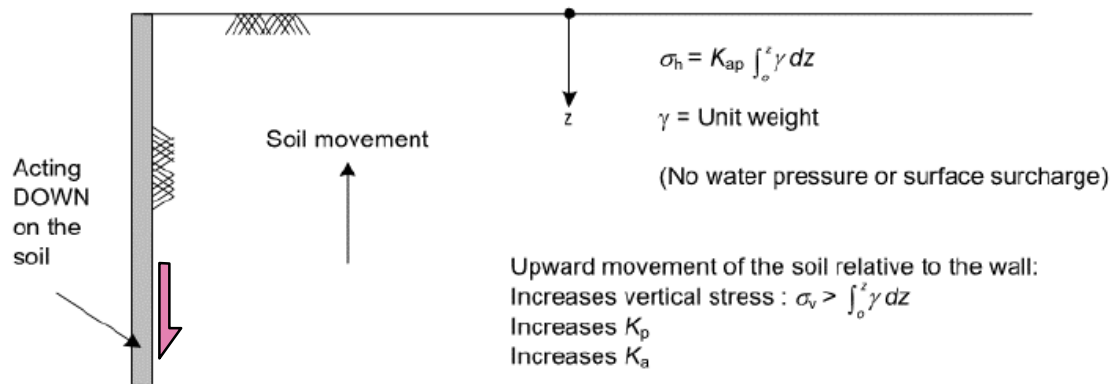 σh = Kap ∫oz γ dz
z
γ = Unit weight
Soil movement
(No water pressure or surface surcharge)
Acting
DOWN
on the
soil
Upward movement of the soil relative to the wall:
Increases vertical stress : σv > ∫oz γ dz
Increases Kp
Increases Ka